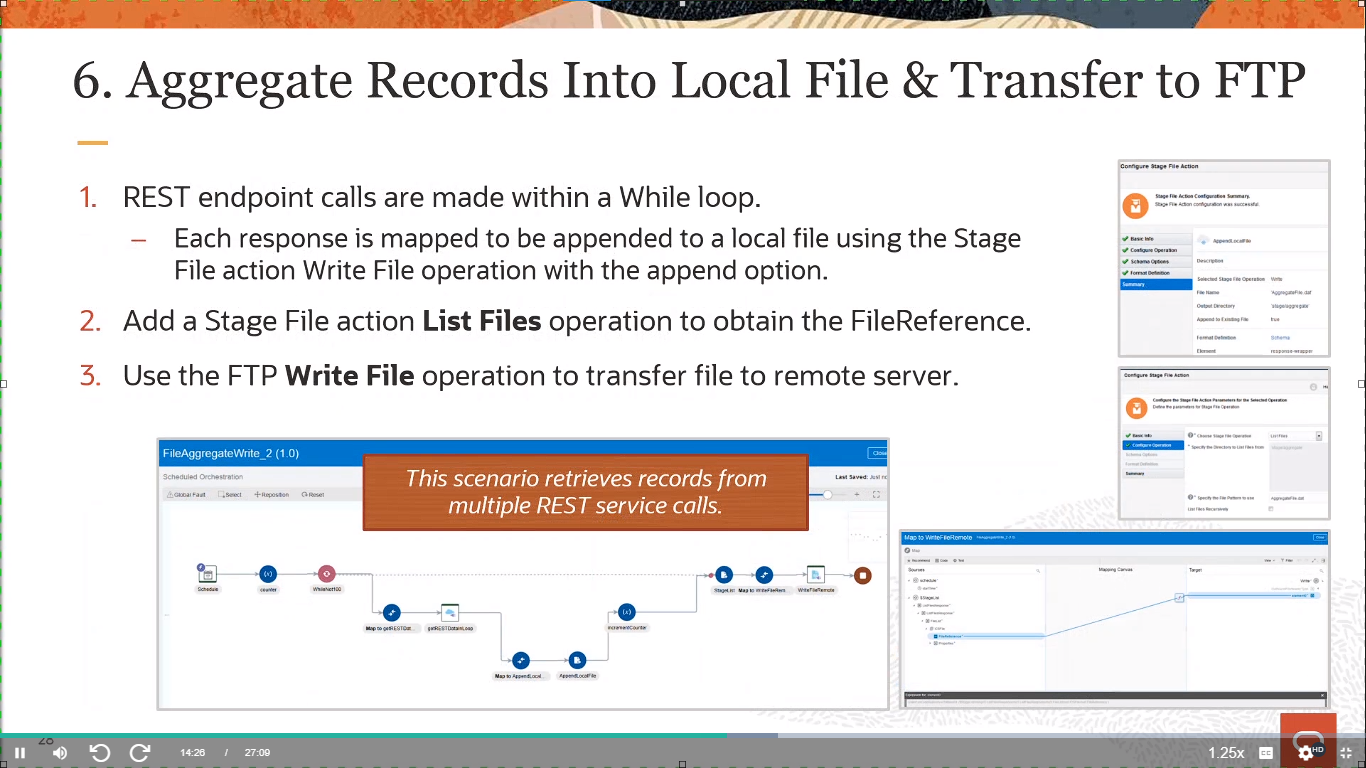 6. Aggregate Records Into Local File & Transfer to FTP
1. REST endpoint calls are made within a While loop.
– Each response is mapped to be appended to a local file using the Stage
File action Write File operation with the append option.
2. Add a Stage File action List Files operation to obtain the FileReference.
3. Use the FTP Write File operation to transfer file to remote server.
Configure Stage File Action
Stage File Action Configuration Summary.
Stage File Action configuration was successful.
Basic Info
Configure Operation
Schema Options
Format Definition
Summary
AppendLocalFile
Description
Selected Stage File Operation Write
File Name 'AggregateFile.dat'
Output Directory '/stage/aggregate'
Append to Existing File true
Format Definition Schema
Element response-wrapper
Configure Stage File Action
Configure the Stage File Action Parameters for the Selected Operation
Define the parameters for Stage File Operation
Basic Info
Configure Operation
Schema Options
Format Definition
Summary
Choose Stage File Operation List Files
Specify the Directory to List Files from
Specify the File Pattern to use AggregateFile.dat
List Files Recursively
FileAggregateWrite_2 (1.0)
Close
Scheduled Orchestration
Last Saved: Just
Global Fault Select Reposition Reset
This scenario retrieves records from
multiple REST service calls.
Schedule
counter
WhileNot100
StageList
Map to WriteFileRem...
WriteFileRemote
Map to getRESTDat...
getRESTDatainLoop
IncrementCounter
Map to AppendLocal...
AppendLocalFile
Map to WriteFileRemote
Close
Map
Sources
Mapping Canvas
Target
schedule
FileReference
Properties
28
14:26 / 27:09
1.25x
CC
HD